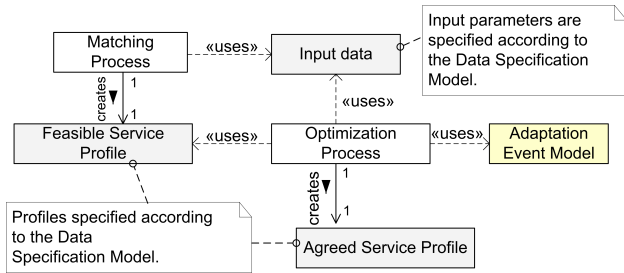 Matching
Process
«uses»
Input data
Input parameters are
specified according to
the Data Specification
Model.
creates
1
1
«uses»
Feasible Service
Profile
«uses»
Optimization
Process
«uses»
Adaptation
Event Model
creates
1
1
Profiles specified according
to the Data
Specification Model.
Agreed Service Profile